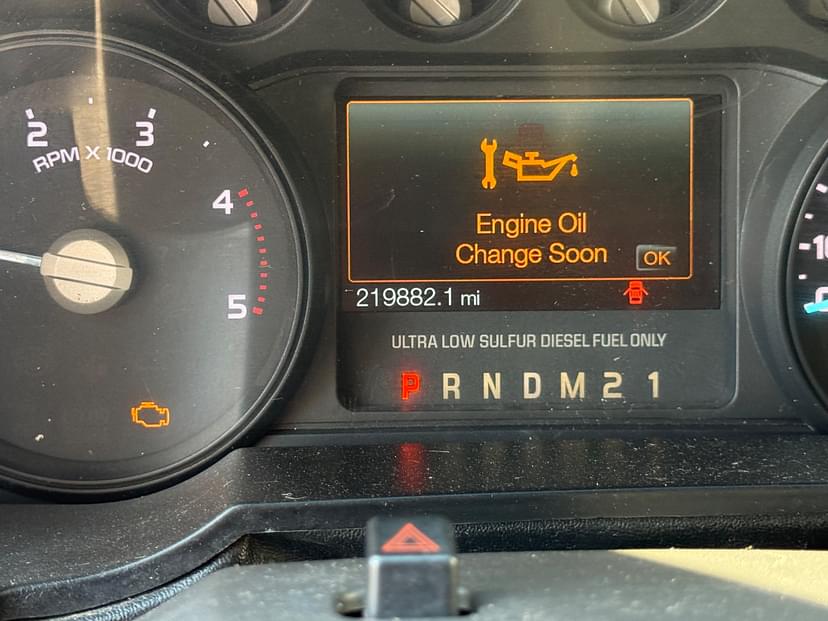 2 3
RPM X 1000
4
5
Engine Oil
Change Soon
OK
219882.1 mi
ULTRA LOW SULFUR DIESEL FUEL ONLY
P R N D M 2 1